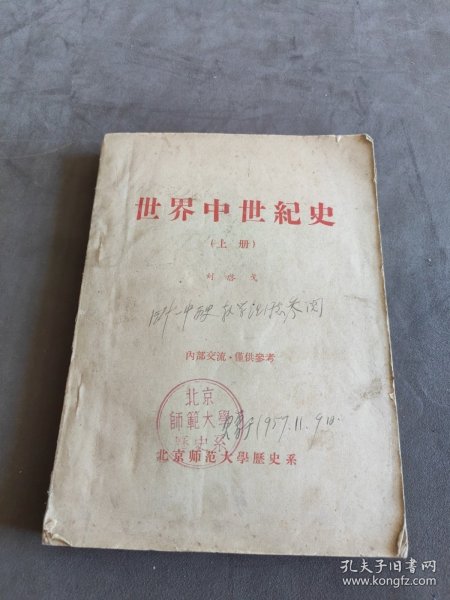 世界中世紀史
(上册)
刘启戈
内部交流·僅供参考
北京
師範大學
歷史系
1957.11.9
北京师范大學歷史系
孔夫子旧书网
www.kongfz.com